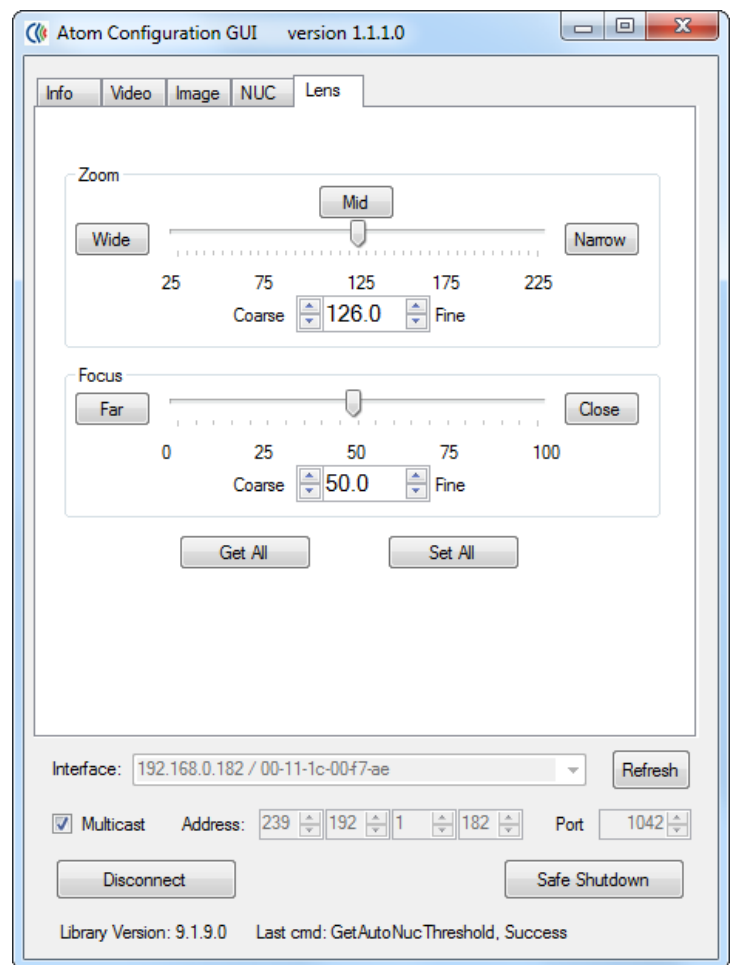 Atom Configuration GUI version 1.1.1.0
Info Video Image NUC Lens
Zoom
Mid
Wide Narrow
25 75 125 175 225
Coarse 126.0 Fine
Focus
Far Close
0 25 50 75 100
Coarse 50.0 Fine
Get All Set All
Interface: 192.168.0.182 / 00-11-1c-00-f7-ae Refresh
Multicast Address: 239 192 1 182 Port 1042
Disconnect Safe Shutdown
Library Version: 9.1.9.0 Last cmd: GetAutoNucThreshold, Success